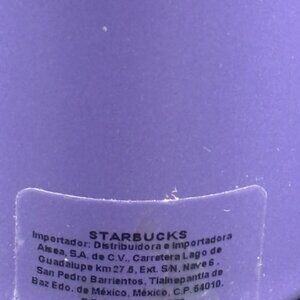 STARBUCKS
Importador: Distribuidora e Importadora
Alsea, S.A. de C.V., Carretera Lago de
Guadalupe km 27.5, Ext. S/N, Nave 6
San Pedro Barrientos, Tlalnepantla de
Baz Edo. de México, México, C.P. 54010.